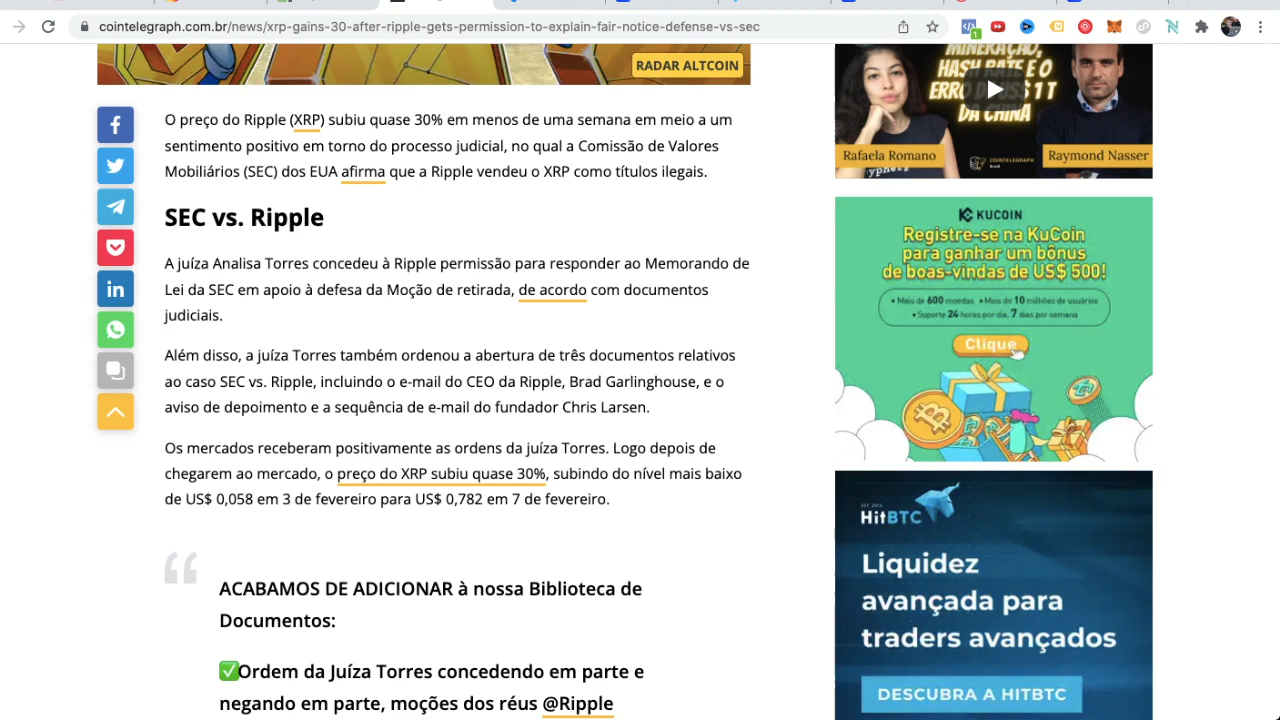 cointelegraph.com.br/news/xrp-gains-30-after-ripple-gets-permission-to-explain-fair-notice-defense-vs-sec
1
RADAR ALTCOIN
O preço do Ripple (XRP) subiu quase 30% em menos de uma semana em meio a um
sentimento positivo em torno do processo judicial, no qual a Comissão de Valores
Mobiliários (SEC) dos EUA afirma que a Ripple vendeu o XRP como títulos ilegais.
SEC vs. Ripple
A juíza Analisa Torres concedeu à Ripple permissão para responder ao Memorando de
Lei da SEC em apoio à defesa da Moção de retirada, de acordo com documentos
judiciais.
Além disso, a juíza Torres também ordenou a abertura de três documentos relativos
ao caso SEC vs. Ripple, incluindo o e-mail do CEO da Ripple, Brad Garlinghouse, e o
aviso de depoimento e a sequência de e-mail do fundador Chris Larsen.
Os mercados receberam positivamente as ordens da juíza Torres. Logo depois de
chegarem ao mercado, o preço do XRP subiu quase 30%, subindo do nível mais baixo
de US$ 0,058 em 3 de fevereiro para US$ 0,782 em 7 de fevereiro.
ACABAMOS DE ADICIONAR à nossa Biblioteca de
Documentos:
✅Ordem da Juíza Torres concedendo em parte e
negando em parte, moções dos réus @Ripple
MINERAÇÃO,
HASH RATE E O
ERRO DE US$ 1 T
DA CHINA
Rafaela Romano
COINTELEGRAPH
Raymond Nasser
KUCOIN
Registre-se na KuCoin
para ganhar um bônus
de boas-vindas de US$ 500!
• Mais de 600 moedas • Mais de 10 milhões de usuários
• Suporte 24 horas por dia, 7 dias por semana
Clique
HitBTC
Liquidez
avançada para
traders avançados
DESCUBRA A HITBTC